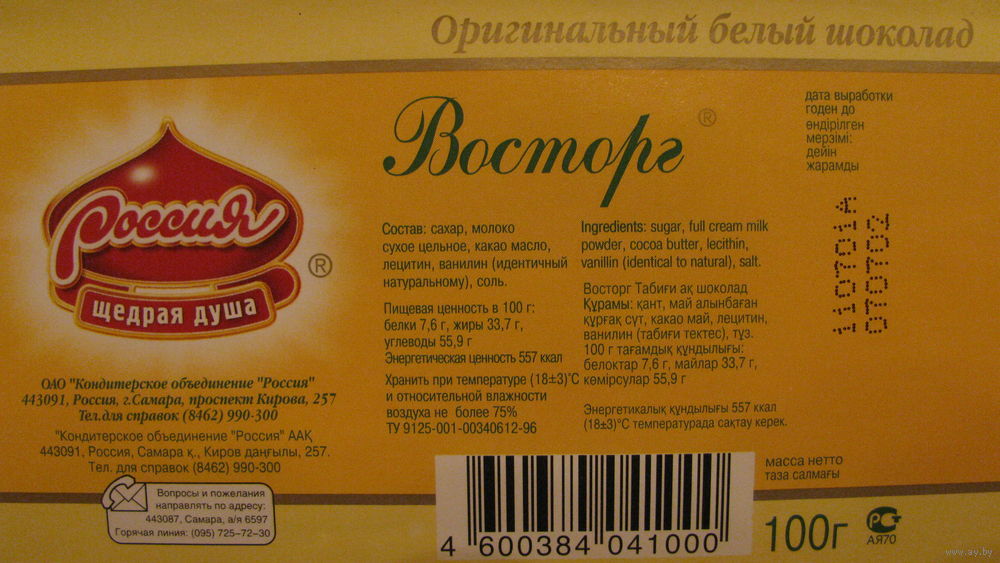 Оригинальный белый шоколад
Россия
®
щедрая душа
ОАО "Кондитерское объединение "Россия"
443091, Россия, г.Самара, проспект Кирова, 257
Тел.для справок (8462) 990-300
"Кондитерское объединение "Россия" ААҚ
443091, Россия, Самара қ., Киров даңғылы, 257.
Тел. для справок (8462) 990-300
Вопросы и пожелания
направлять по адресу:
443087, Самара, а/я 6597
Горячая линия: (095) 725-72-30
Восторг ®
Состав: сахар, молоко
сухое цельное, какао масло,
лецитин, ванилин (идентичный
натуральному), соль.
Пищевая ценность в 100 г:
белки 7,6 г, жиры 33,7 г,
углеводы 55,9 г
Энергетическая ценность 557 ккал
Хранить при температуре (18±3)°С
и относительной влажности
воздуха не более 75%
ТУ 9125-001-00340612-96
Ingredients: sugar, full cream milk
powder, cocoa butter, lecithin,
vanillin (identical to natural), salt.
Восторг Табиғи ақ шоколад
Құрамы: қант, май алынбаған
құрғақ сүт, какао май, лецитин,
ванилин (табиғи тектес), тұз.
100 г тағамдық құндылығы:
белоктар 7,6 г, майлар 33,7 г,
көмірсулар 55,9 г
Энергетикалық құндылығы 557 ккал
(18±3)°С температурада сақтау керек.
дата выработки
годен до
өндірілген
мерзімі:
дейін
жарамды
110701А
070702
4 600384 041000
масса нетто
таза салмағы
100г
РСТ
АЯ70
www.ay.by